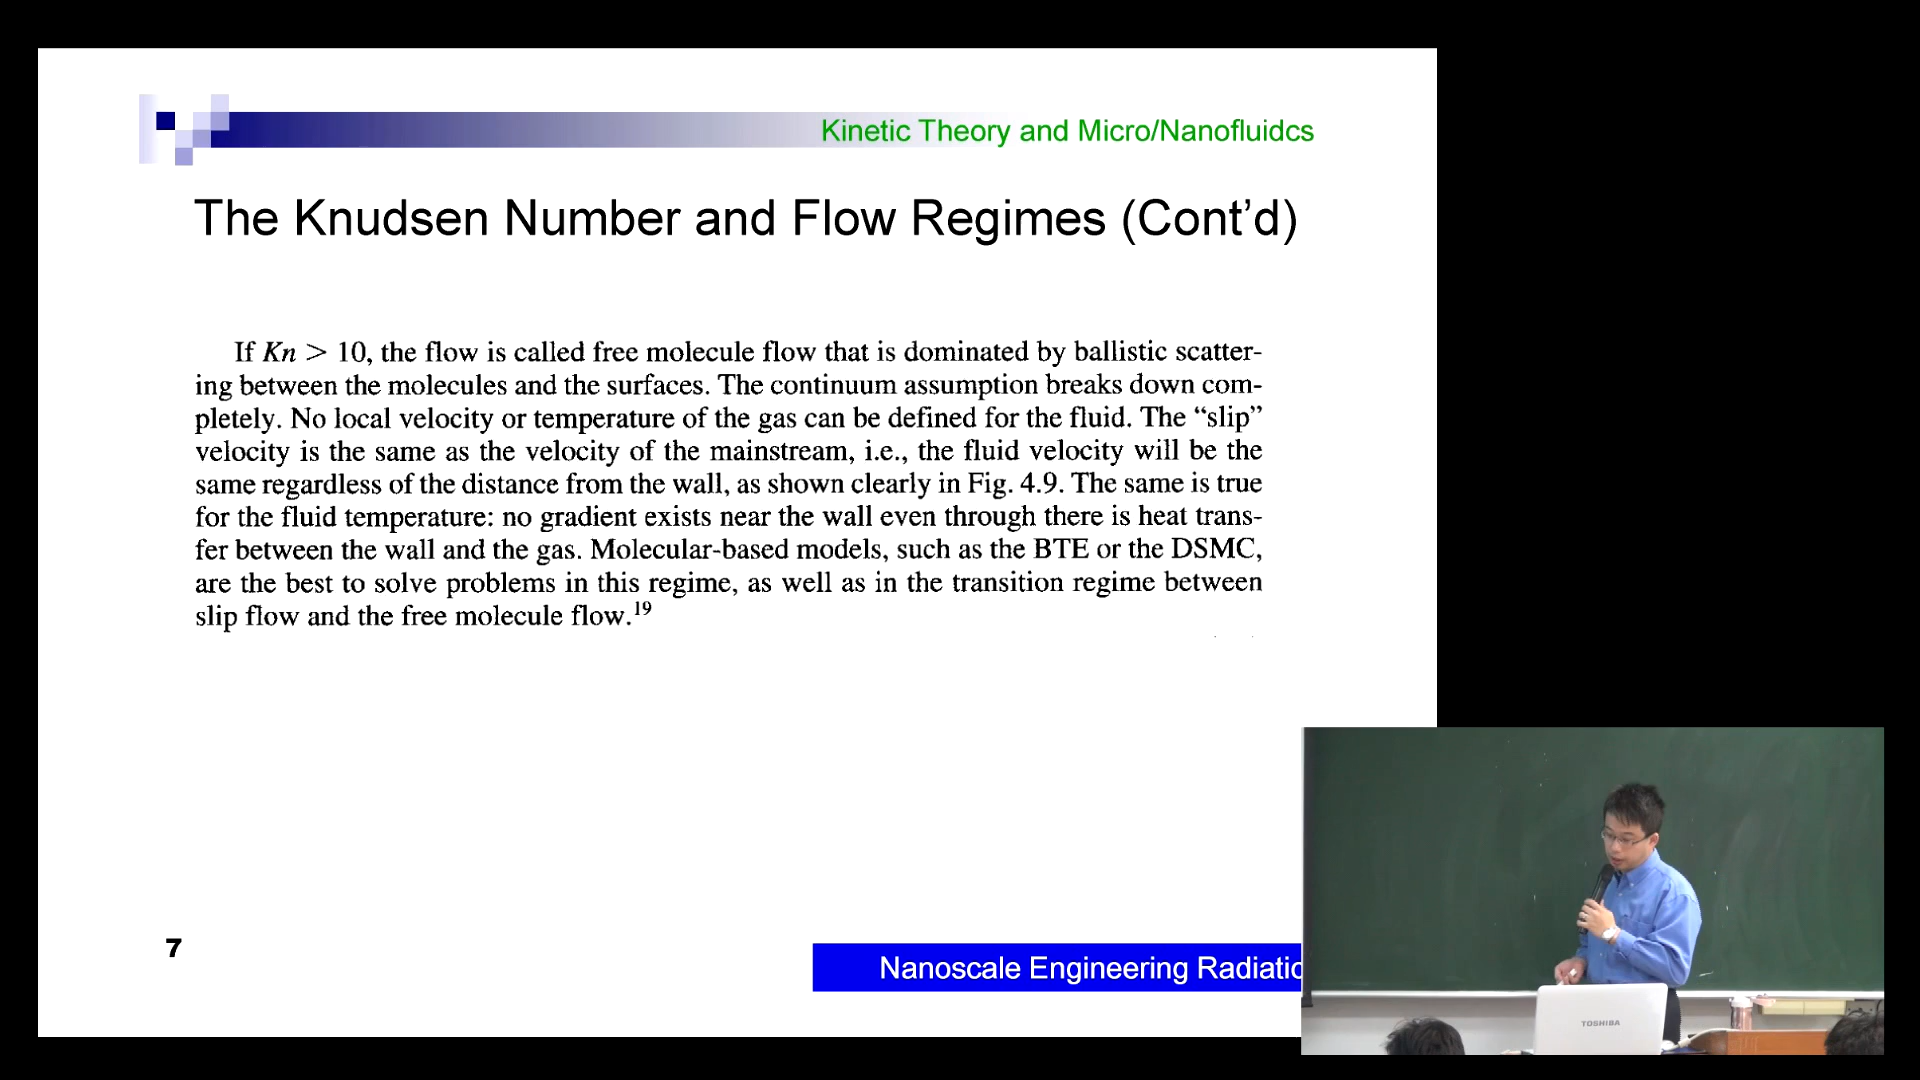 Kinetic Theory and Micro/Nanofluidcs
The Knudsen Number and Flow Regimes (Cont’d)
If Kn > 10, the flow is called free molecule flow that is dominated by ballistic scatter-
ing between the molecules and the surfaces. The continuum assumption breaks down com-
pletely. No local velocity or temperature of the gas can be defined for the fluid. The “slip”
velocity is the same as the velocity of the mainstream, i.e., the fluid velocity will be the
same regardless of the distance from the wall, as shown clearly in Fig. 4.9. The same is true
for the fluid temperature: no gradient exists near the wall even through there is heat trans-
fer between the wall and the gas. Molecular-based models, such as the BTE or the DSMC,
are the best to solve problems in this regime, as well as in the transition regime between
slip flow and the free molecule flow.19
7
Nanoscale Engineering Radiatio
TOSHIBA